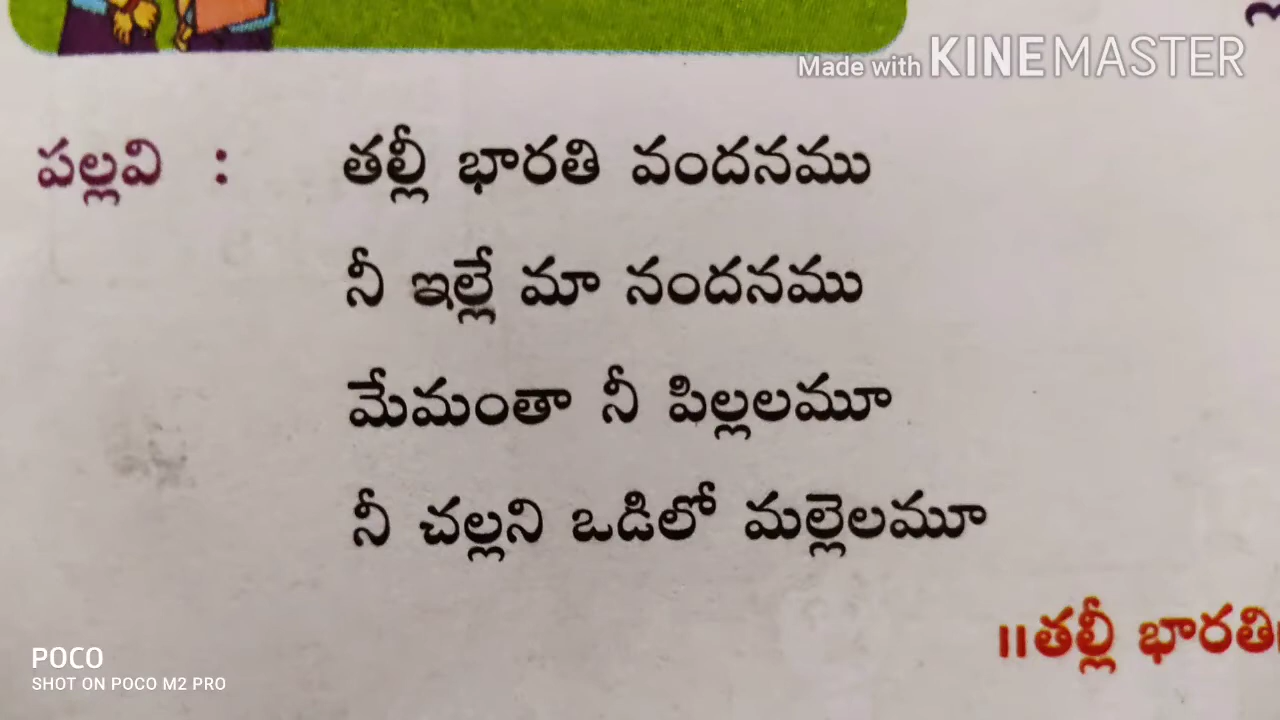 Made with KINEMASTER
పల్లవి : తల్లీ భారతి వందనము
నీ ఇల్లే మా నందనము
మేమంతా నీ పిల్లలమూ
నీ చల్లని ఒడిలో మల్లెలమూ
॥తల్లీ భారతి॥
POCO
SHOT ON POCO M2 PRO